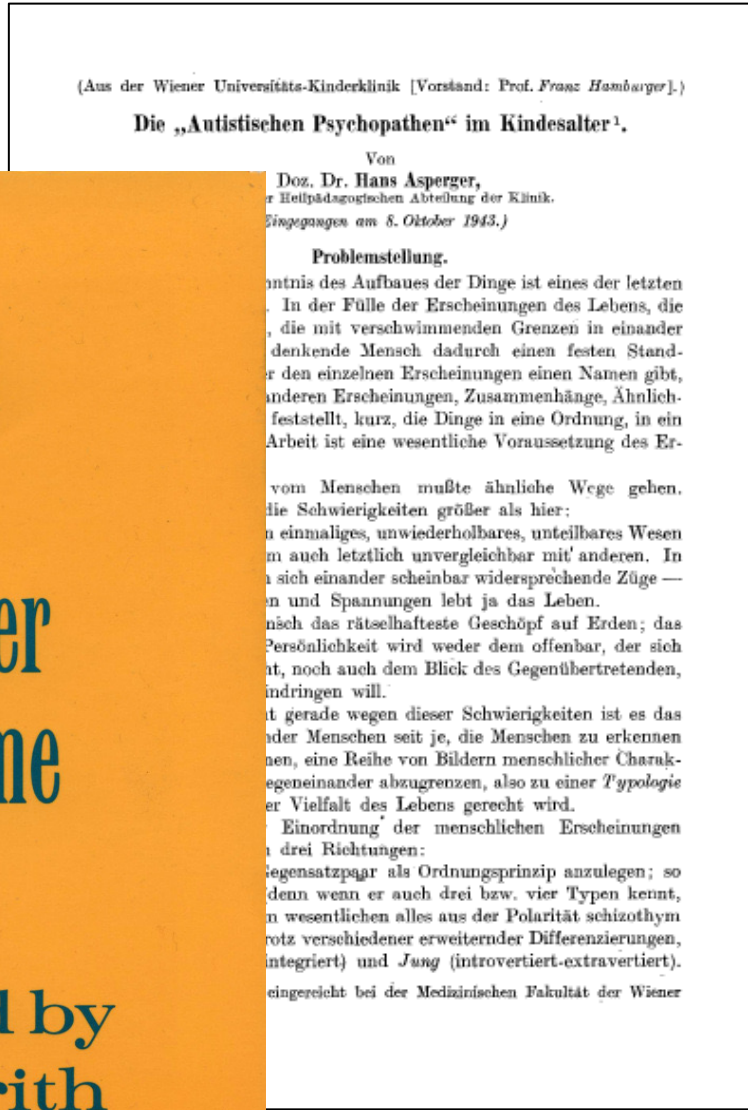 (Aus der Wiener Universitäts-Kinderklinik [Vorstand: Prof. Franz Hamburger].)
Die „Autistischen Psychopathen“ im Kindesalter¹.
Von
Doz. Dr. Hans Asperger,
r Heilpädagogischen Abteilung der Klinik.
Eingegangen am 8. Oktober 1943.)
Problemstellung.
nntnis des Aufbaues der Dinge ist eines der letzten
. In der Fülle der Erscheinungen des Lebens, die
, die mit verschwimmenden Grenzen in einander
denkende Mensch dadurch einen festen Stand-
r den einzelnen Erscheinungen einen Namen gibt,
nderen Erscheinungen, Zusammenhänge, Ähnlich-
feststellt, kurz, die Dinge in eine Ordnung, in ein
Arbeit ist eine wesentliche Voraussetzung des Er-
vom Menschen mußte ähnliche Wege gehen.
die Schwierigkeiten größer als hier:
n einmaliges, unwiederholbares, unteilbares Wesen
m auch letztlich unvergleichbar mit anderen. In
n sich einander scheinbar widersprechende Züge —
en und Spannungen lebt ja das Leben.
nsch das rätselhafteste Geschöpf auf Erden; das
Persönlichkeit wird weder dem offenbar, der sich
ht, noch auch dem Blick des Gegenübertretenden,
indringen will.
t gerade wegen dieser Schwierigkeiten ist es das
nder Menschen seit je, die Menschen zu erkennen
nen, eine Reihe von Bildern menschlicher Charak-
egeneinander abzugrenzen, also zu einer Typologie
er Vielfalt des Lebens gerecht wird.
Einordnung der menschlichen Erscheinungen
n drei Richtungen:
Gegensatzpaar als Ordnungsprinzip anzulegen; so
denn wenn er auch drei bzw. vier Typen kennt,
n wesentlichen alles aus der Polarität schizothym
rotz verschiedener erweiternder Differenzierungen,
integriert) und Jung (introvertiert-extravertiert).
eingereicht bei der Medizinischen Fakultät der Wiener
er
me
d by
rith